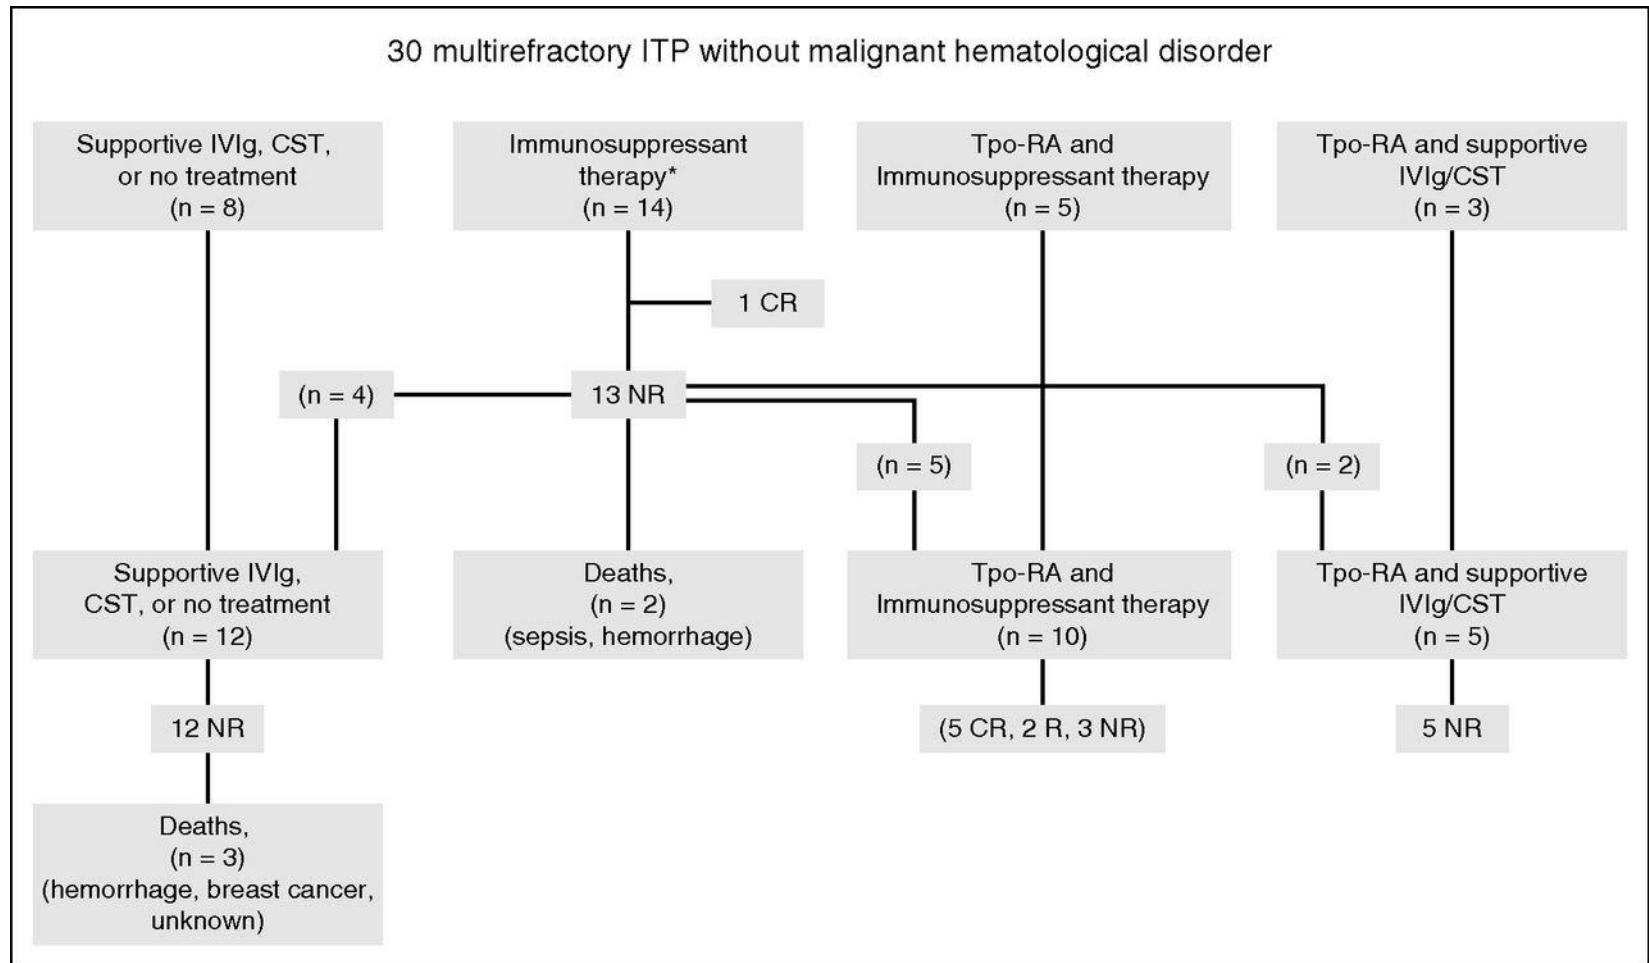 30 multirefractory ITP without malignant hematological disorder
Supportive IVIg, CST,
or no treatment
(n = 8)
Immunosuppressant
therapy*
(n = 14)
Tpo-RA and
Immunosuppressant therapy
(n = 5)
Tpo-RA and supportive
IVIg/CST
(n = 3)
1 CR
(n = 4)
13 NR
(n = 5)
(n = 2)
Supportive IVIg,
CST, or no treatment
(n = 12)
Deaths,
(n = 2)
(sepsis, hemorrhage)
Tpo-RA and
Immunosuppressant therapy
(n = 10)
Tpo-RA and supportive
IVIg/CST
(n = 5)
12 NR
(5 CR, 2 R, 3 NR)
5 NR
Deaths,
(n = 3)
(hemorrhage, breast cancer,
unknown)